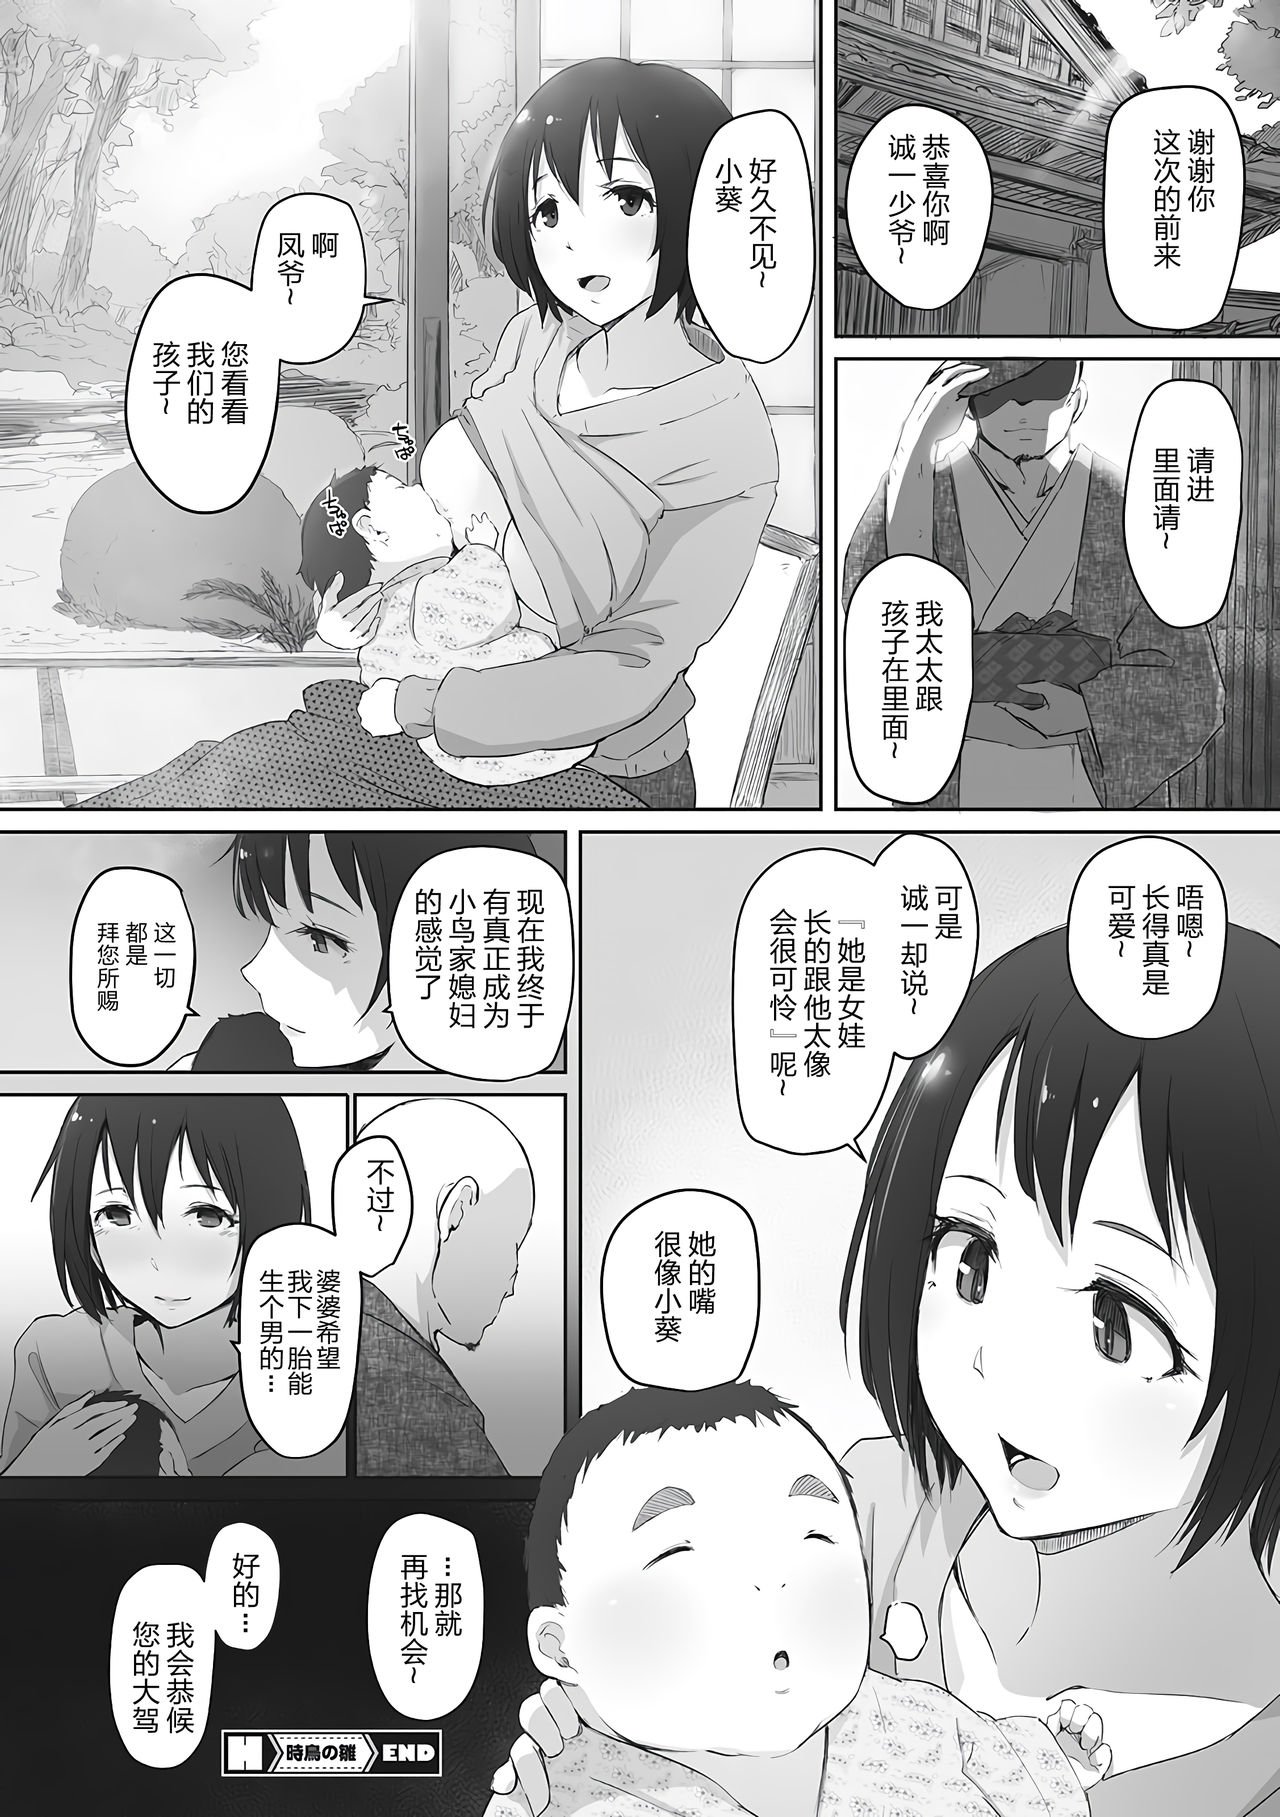 谢谢你
这次的前来
恭喜你啊
诚一少爷~
请进
里面请~
我太太跟
孩子在里面~
好久不见~
小葵
啊
凤爷~
您看看
我们的
孩子~
ちゅぱ
ちゅぱ
唔嗯~
长得真是
可爱~
可是
诚一却说~
『她是女娃
长的跟他太像
会很可怜』呢~
她的嘴
很像小葵
现在我终于
有真正成为
小鸟家媳妇
的感觉了
这一切
都是
拜您所赐
不过~
婆婆希望
我下一胎能
生个男的…
…那就
再找机会~
好的…
我会恭候
您的大驾
H 時鳥の雛 END